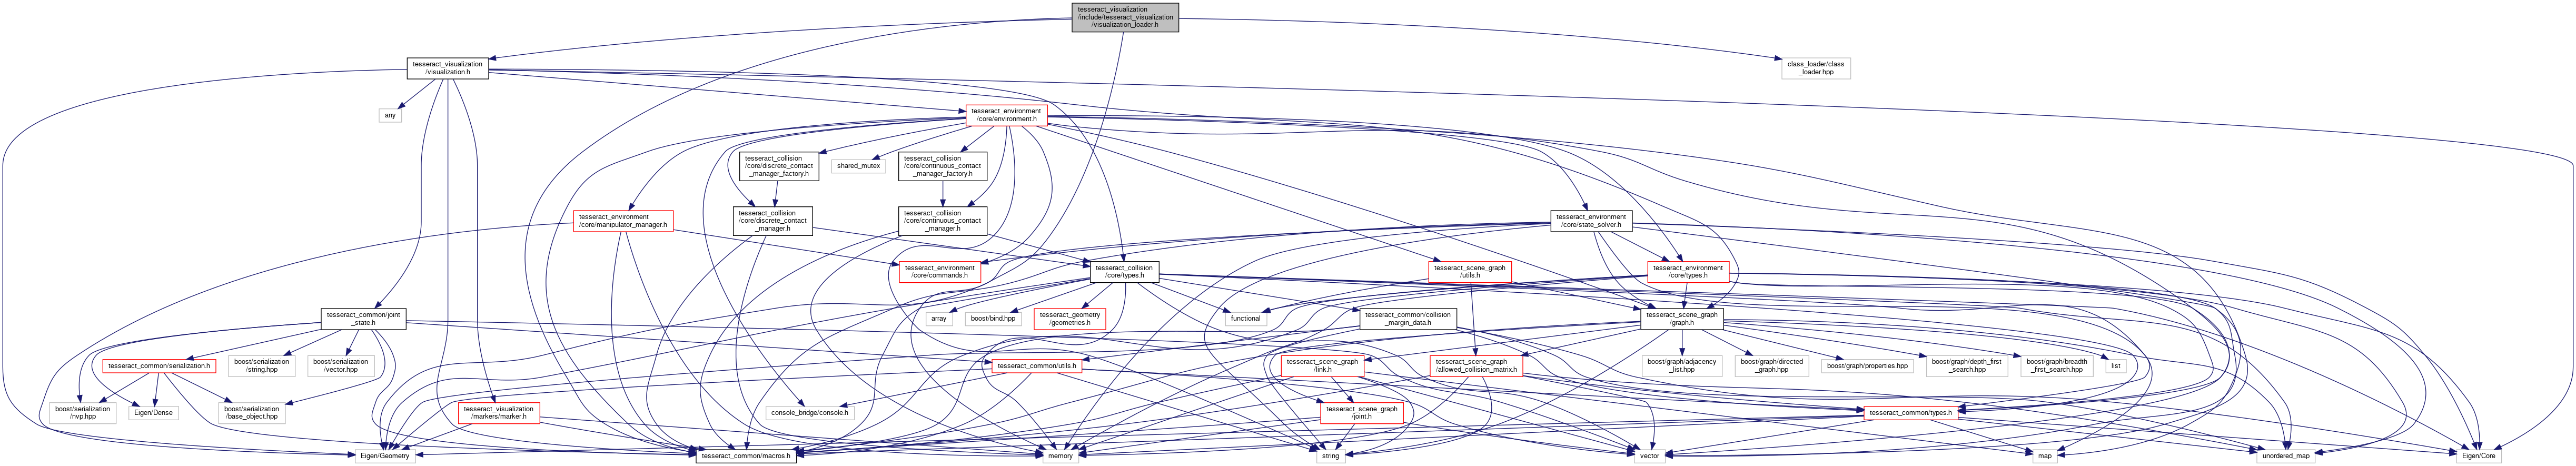 tesseract_visualization
/include/tesseract_visualization
/visualization_loader.h
tesseract_visualization
/visualization.h
class_loader/class
_loader.hpp
any
tesseract_environment
/core/environment.h
tesseract_collision
/core/discrete_contact
_manager_factory.h
shared_mutex
tesseract_collision
/core/continuous_contact
_manager_factory.h
tesseract_environment
/core/manipulator_manager.h
tesseract_collision
/core/discrete_contact
_manager.h
tesseract_collision
/core/continuous_contact
_manager.h
tesseract_environment
/core/state_solver.h
tesseract_environment
/core/commands.h
tesseract_collision
/core/types.h
tesseract_scene_graph
/utils.h
tesseract_environment
/core/types.h
tesseract_common/joint
_state.h
array
boost/bind.hpp
tesseract_geometry
/geometries.h
functional
tesseract_common/collision
_margin_data.h
tesseract_scene_graph
/graph.h
tesseract_common/serialization.h
boost/serialization
/string.hpp
boost/serialization
/vector.hpp
tesseract_common/utils.h
tesseract_scene_graph
/link.h
tesseract_scene_graph
/allowed_collision_matrix.h
boost/graph/adjacency
_list.hpp
boost/graph/directed
_graph.hpp
boost/graph/properties.hpp
boost/graph/depth_first
_search.hpp
boost/graph/breadth
_first_search.hpp
list
boost/serialization
/nvp.hpp
Eigen/Dense
boost/serialization
/base_object.hpp
tesseract_visualization
/markers/marker.h
console_bridge/console.h
tesseract_scene_graph
/joint.h
tesseract_common/types.h
Eigen/Geometry
tesseract_common/macros.h
memory
string
vector
map
unordered_map
Eigen/Core